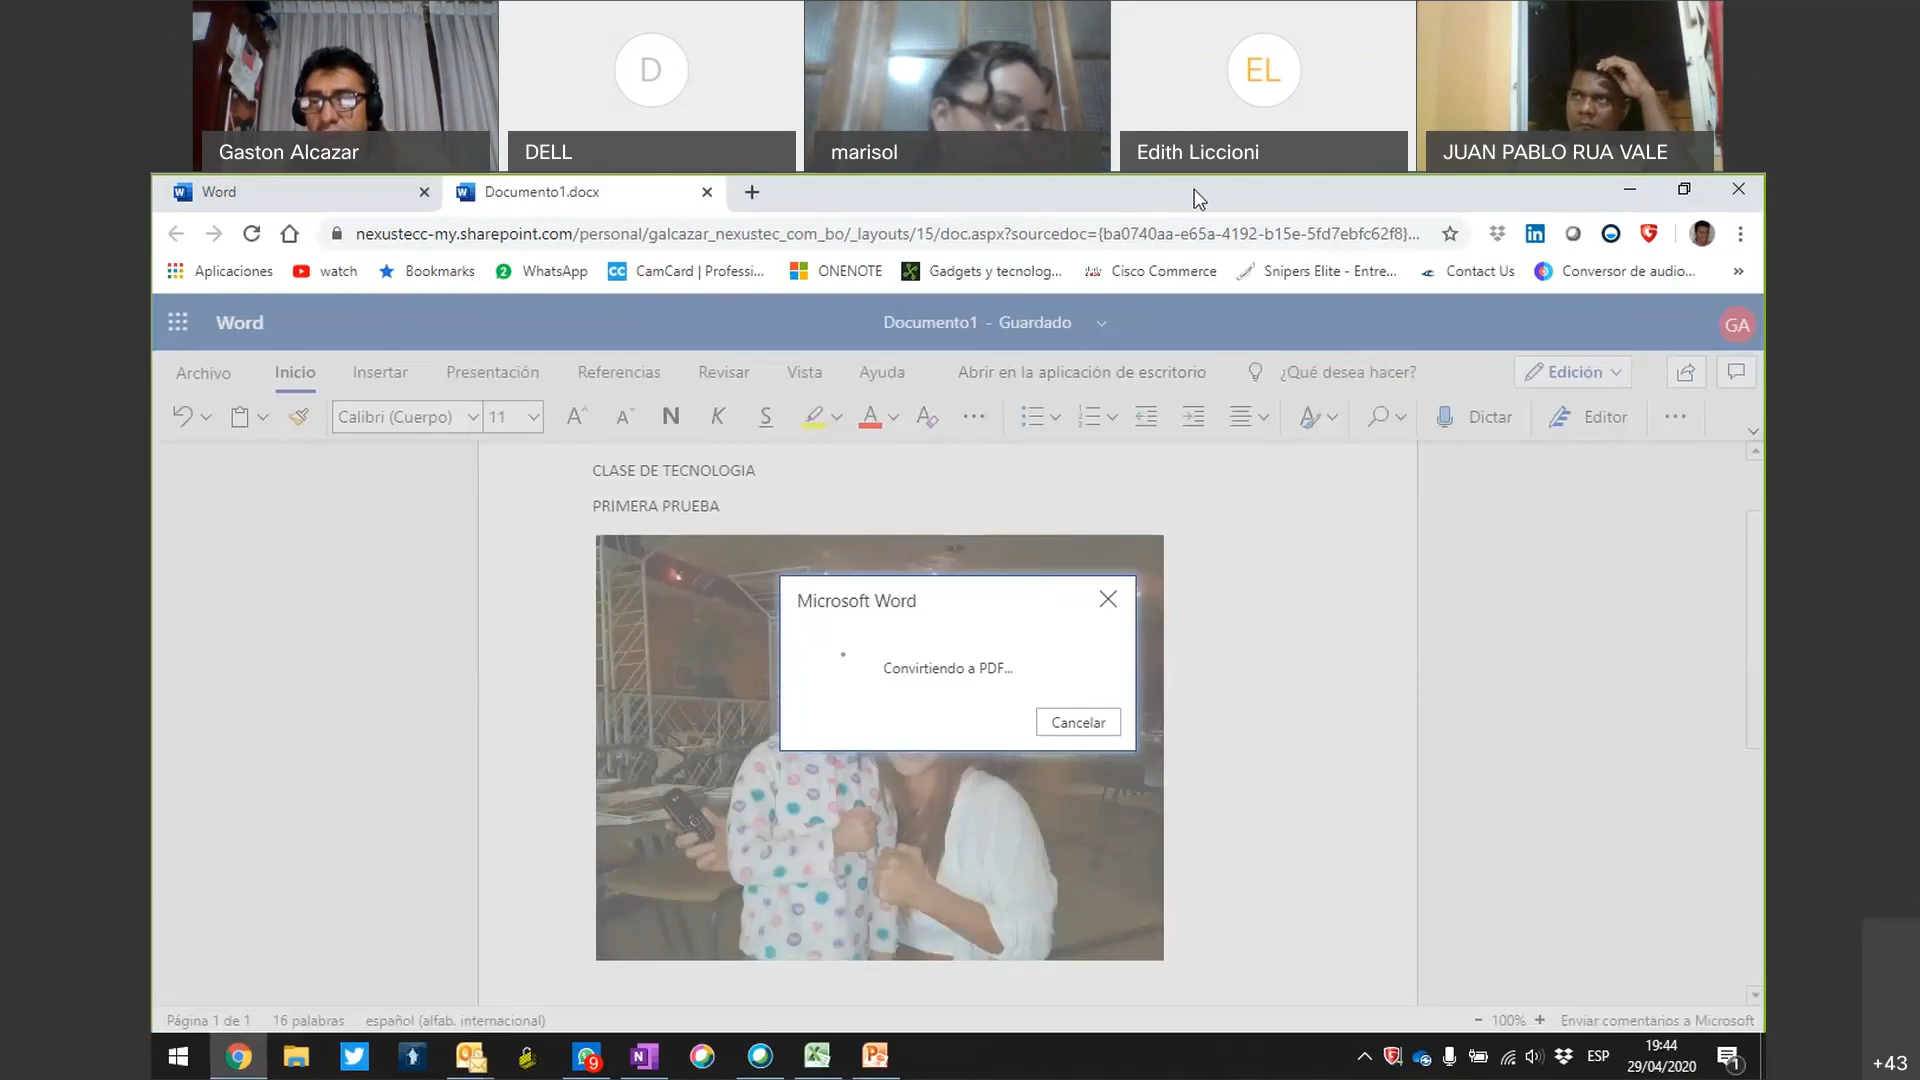 D
EL
Gaston Alcazar
DELL
marisol
Edith Liccioni
JUAN PABLO RUA VALE
Word
Documento1.docx
nexustecc-my.sharepoint.com/personal/galcazar_nexustec_com_bo/_layouts/15/doc.aspx?sourcedoc={ba0740aa-e65a-4192-b15e-5fd7ebfc62f8}...
Aplicaciones
watch
Bookmarks
WhatsApp
CamCard | Professi...
ONENOTE
Gadgets y tecnolog...
Cisco Commerce
Snipers Elite - Entre...
Contact Us
Conversor de audio...
»
Word
Documento1 - Guardado
GA
Archivo
Inicio
Insertar
Presentación
Referencias
Revisar
Vista
Ayuda
Abrir en la aplicación de escritorio
¿Qué desea hacer?
Edición
Calibri (Cuerpo)
11
N
K
S
Dictar
Editor
CLASE DE TECNOLOGIA
PRIMERA PRUEBA
Microsoft Word
Convirtiendo a PDF...
Cancelar
Página 1 de 1
16 palabras
español (alfab. internacional)
- 100% +
Enviar comentarios a Microsoft
9
ESP
19:44
29/04/2020
1
+43